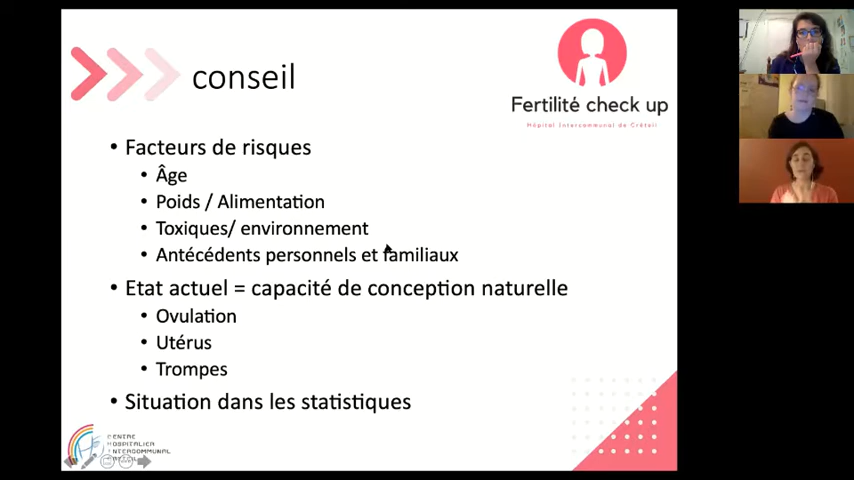 conseil
Fertilité check up
Hôpital Intercommunal de Créteil
• Facteurs de risques
• Âge
• Poids / Alimentation
• Toxiques/ environnement
• Antécédents personnels et familiaux
• Etat actuel = capacité de conception naturelle
• Ovulation
• Utérus
• Trompes
• Situation dans les statistiques
CENTRE
HOSPITALIER
INTERCOMMUNAL